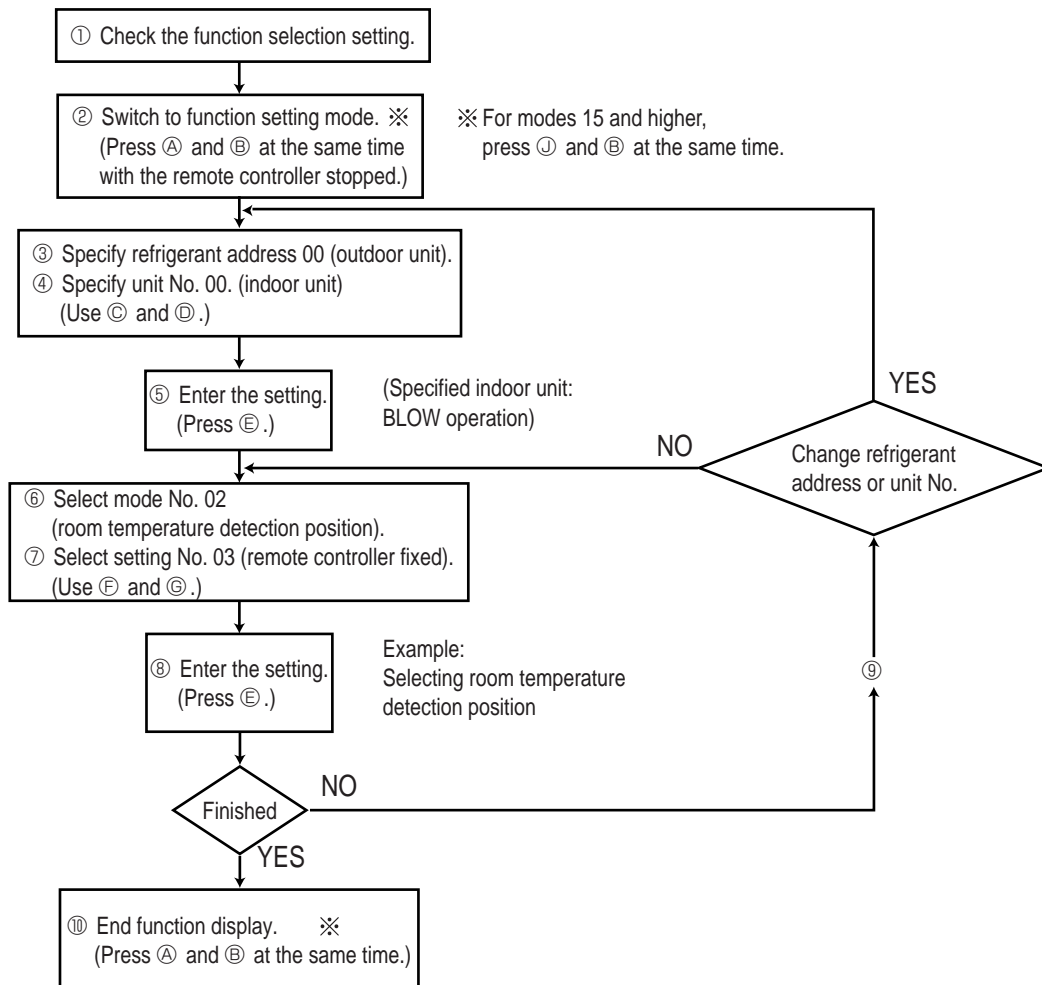 ① Check the function selection setting.
② Switch to function setting mode. ※
(Press Ⓐ and Ⓑ at the same time
with the remote controller stopped.)
※ For modes 15 and higher,
press Ⓙ and Ⓑ at the same time.
③ Specify refrigerant address 00 (outdoor unit).
④ Specify unit No. 00. (indoor unit)
(Use Ⓒ and Ⓓ.)
⑤ Enter the setting.
(Press Ⓔ.)
(Specified indoor unit:
BLOW operation)
YES
NO
Change refrigerant
address or unit No.
⑥ Select mode No. 02
(room temperature detection position).
⑦ Select setting No. 03 (remote controller fixed).
(Use Ⓕ and Ⓖ.)
⑧ Enter the setting.
(Press Ⓔ.)
Example:
Selecting room temperature
detection position
⑨
Finished
NO
YES
⑩ End function display. ※
(Press Ⓐ and Ⓑ at the same time.)